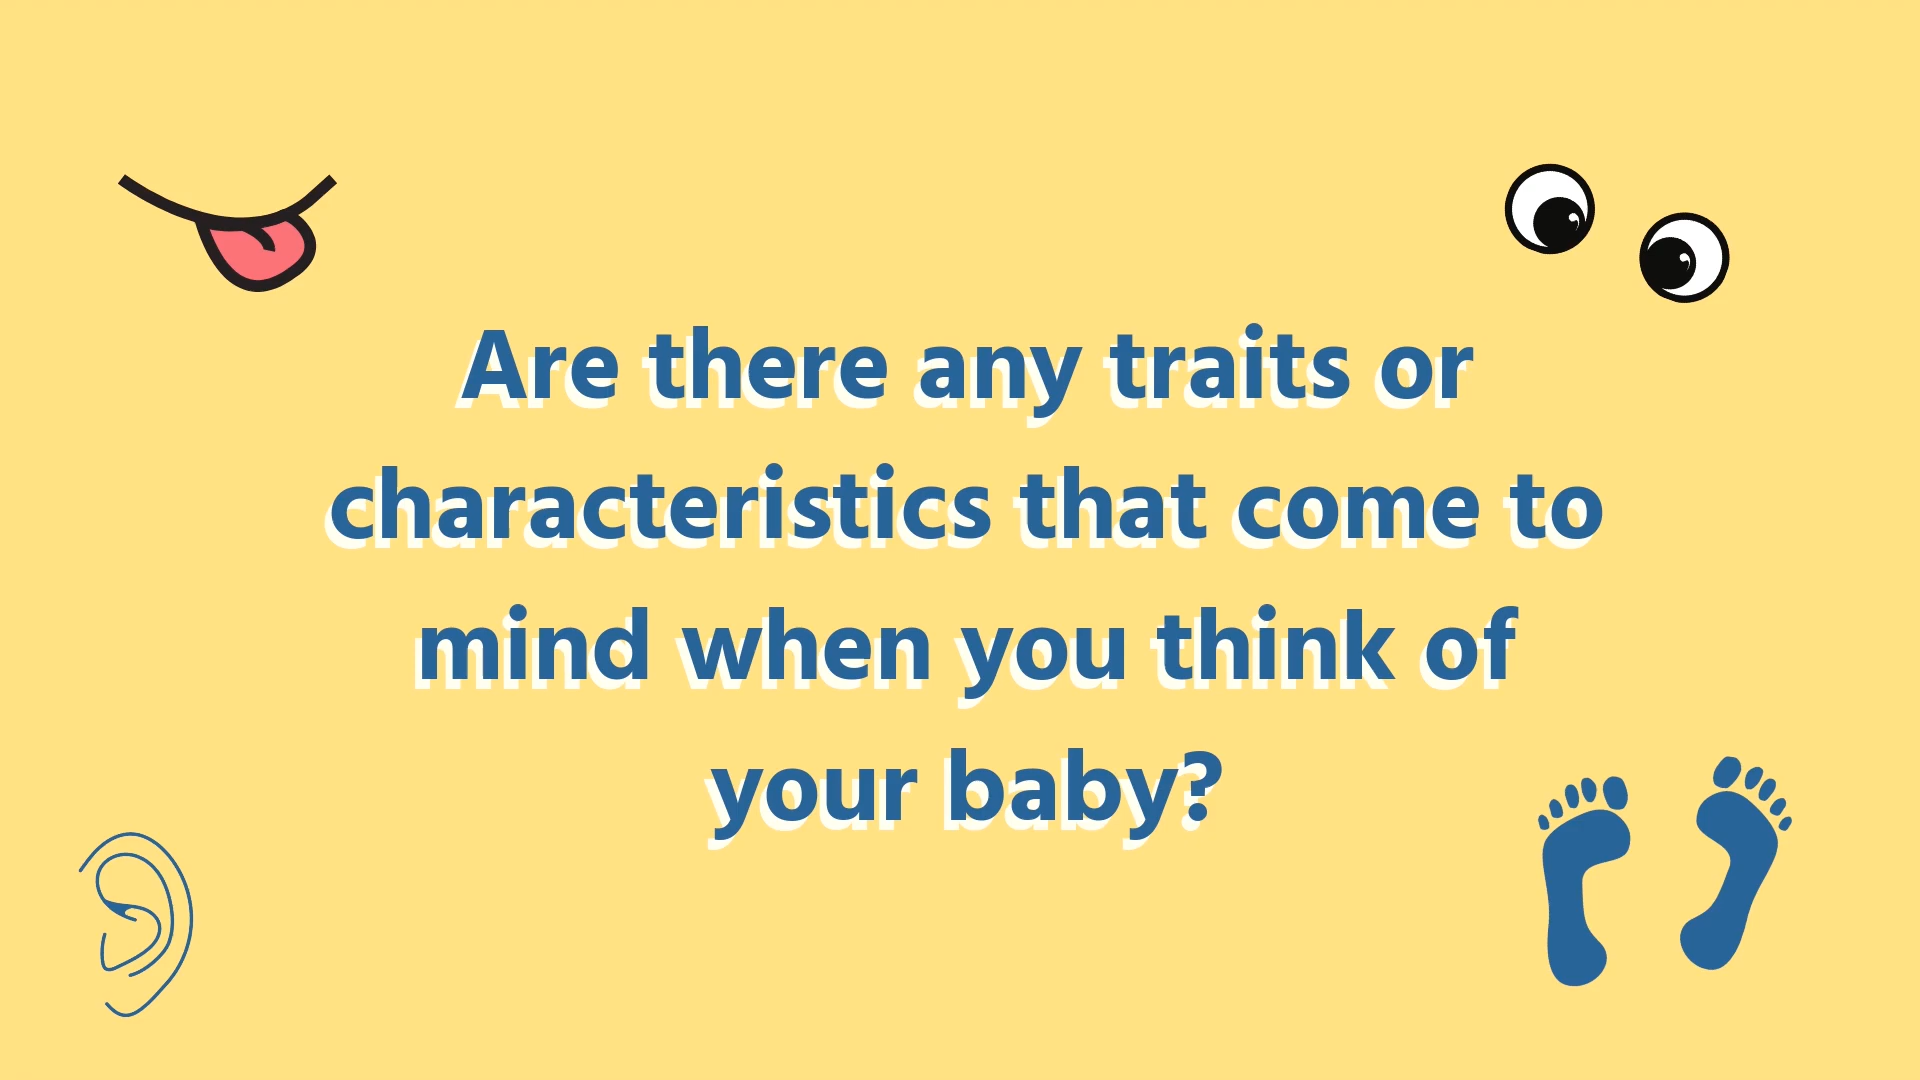 Are there any traits or
characteristics that come to
mind when you think of
your baby?